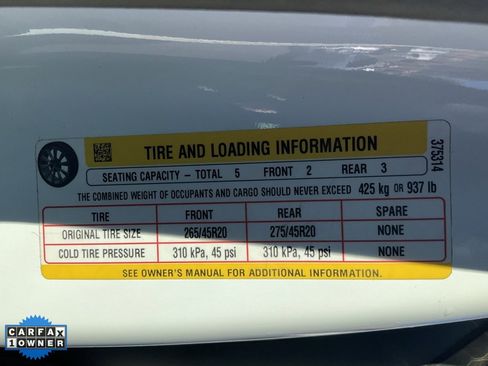 TIRE AND LOADING INFORMATION
SEATING CAPACITY - TOTAL 5 FRONT 2 REAR 3
THE COMBINED WEIGHT OF OCCUPANTS AND CARGO SHOULD NEVER EXCEED 425 kg OR 937 lb
TIRE FRONT REAR SPARE
ORIGINAL TIRE SIZE 265/45R20 275/45R20 NONE
COLD TIRE PRESSURE 310 kPa, 45 psi 310 kPa, 45 psi NONE
SEE OWNER'S MANUAL FOR ADDITIONAL INFORMATION.
375314
CARFAX
1 OWNER